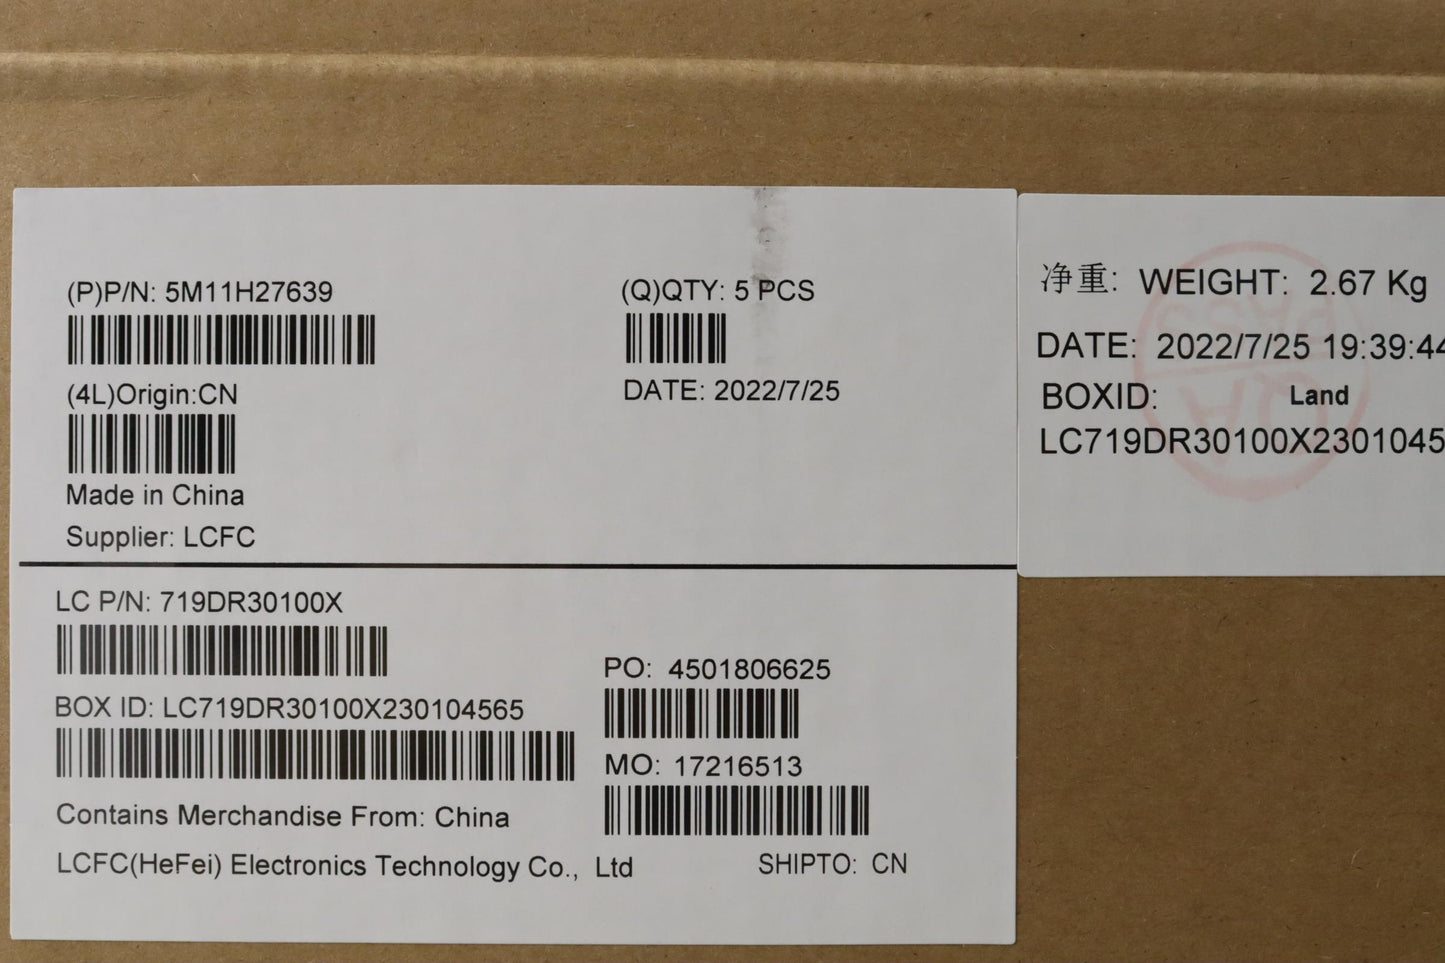 (P)P/N: 5M11H27639
(Q)QTY: 5 PCS
(4L)Origin:CN
DATE: 2022/7/25
Made in China
Supplier: LCFC
LC P/N: 719DR30100X
PO: 4501806625
BOX ID: LC719DR30100X230104565
MO: 17216513
Contains Merchandise From: China
LCFC(HeFei) Electronics Technology Co., Ltd
SHIPTO: CN
净重: WEIGHT: 2.67 Kg
DATE: 2022/7/25 19:39:44
BOXID: Land
LC719DR30100X2301045
PASS
QA